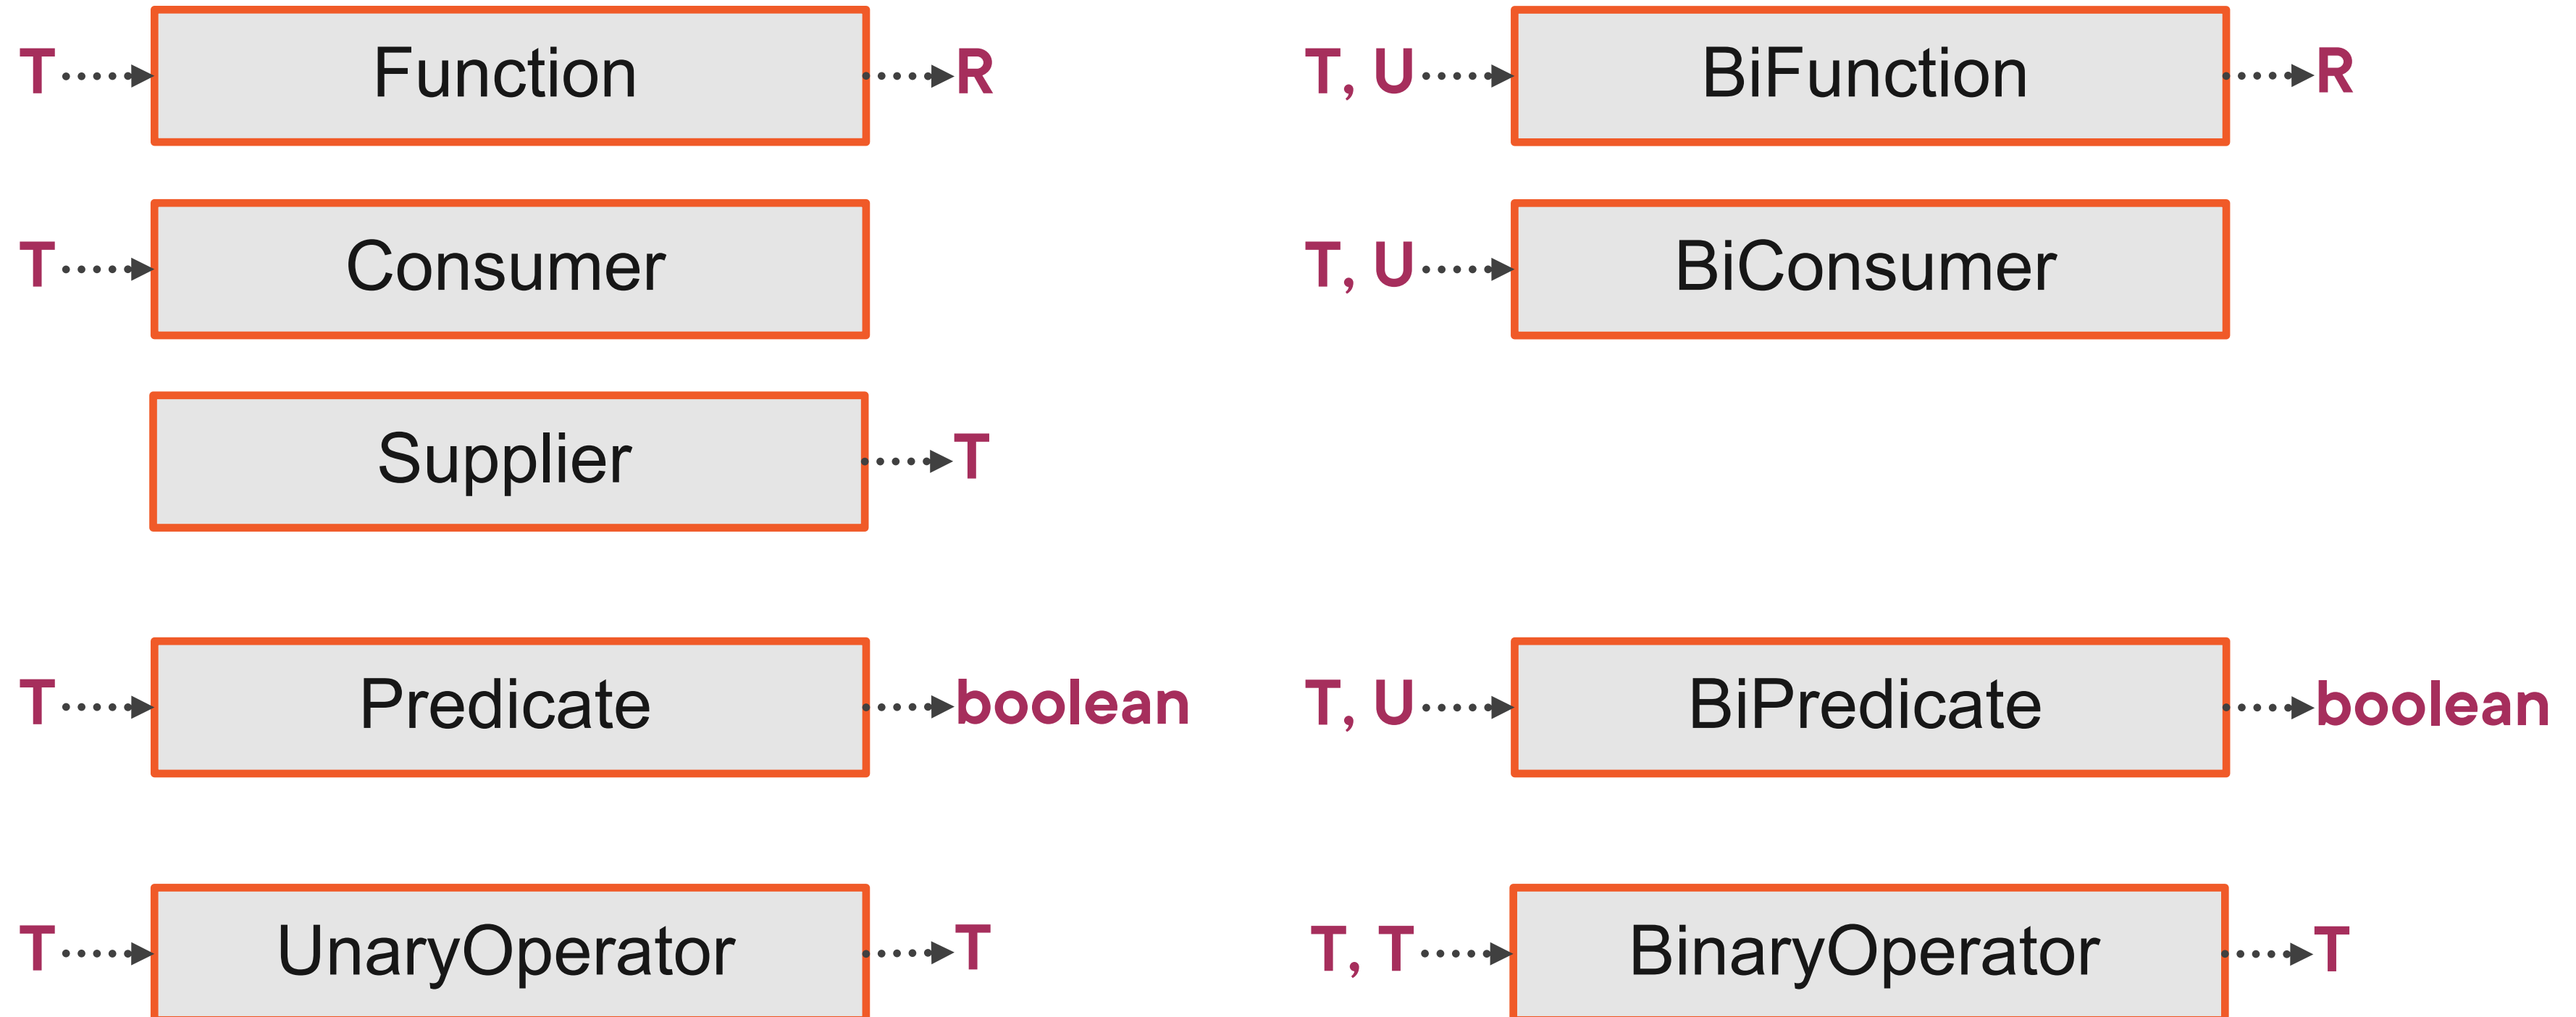 T Function R T, U BiFunction R
T Consumer T, U BiConsumer
Supplier T
T Predicate boolean T, U BiPredicate boolean
T UnaryOperator T T, T BinaryOperator T